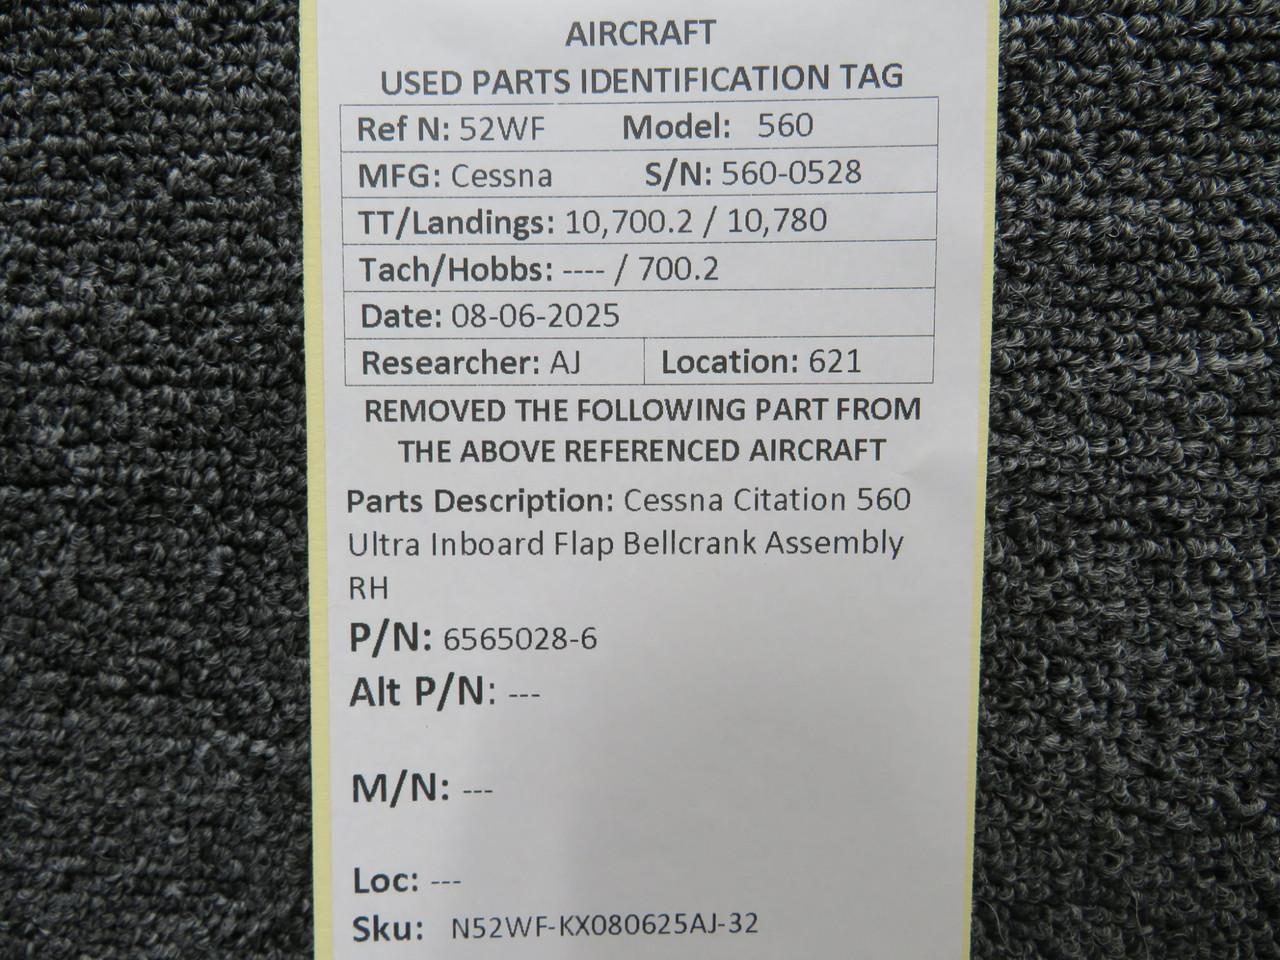 AIRCRAFT
USED PARTS IDENTIFICATION TAG
Ref N: 52WF Model: 560
MFG: Cessna S/N: 560-0528
TT/Landings: 10,700.2 / 10,780
Tach/Hobbs: ---- / 700.2
Date: 08-06-2025
Researcher: AJ Location: 621
REMOVED THE FOLLOWING PART FROM
THE ABOVE REFERENCED AIRCRAFT
Parts Description: Cessna Citation 560
Ultra Inboard Flap Bellcrank Assembly
RH
P/N: 6565028-6
Alt P/N: ---
M/N: ---
Loc: ---
Sku: N52WF-KX080625AJ-32